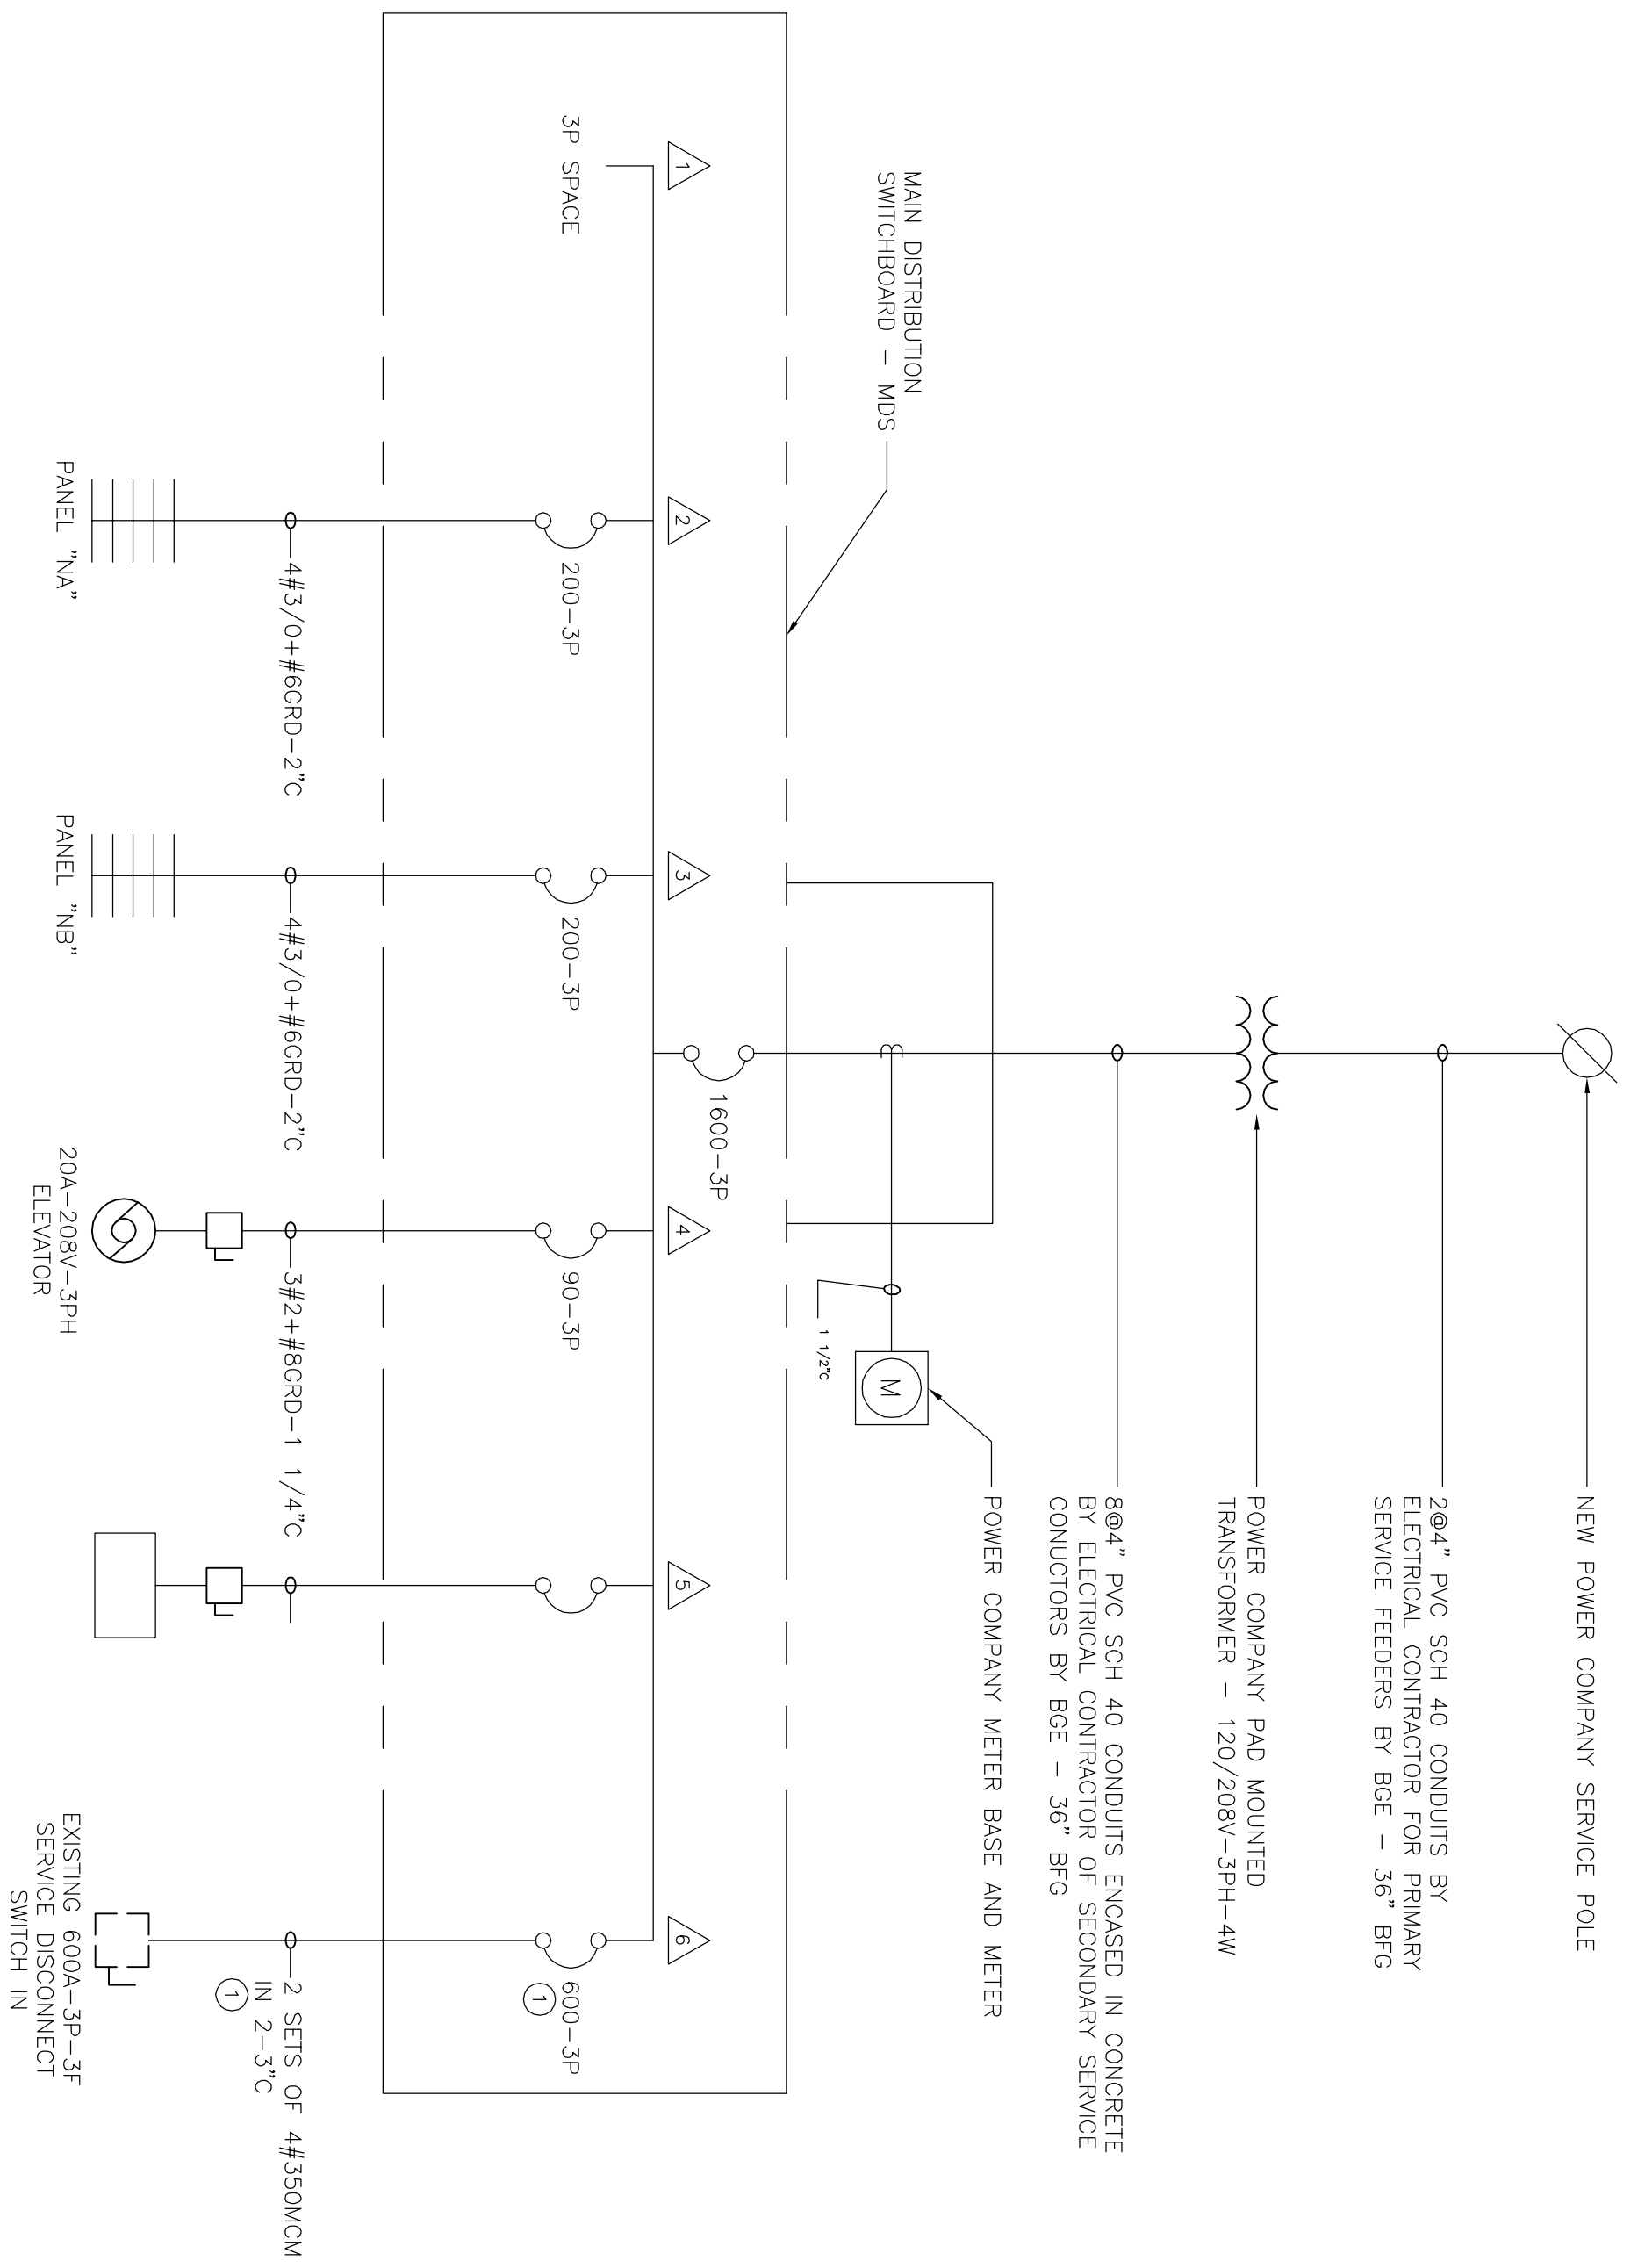 NEW POWER COMPANY SERVICE POLE
2@4" PVC SCH 40 CONDUITS BY
ELECTRICAL CONTRACTOR FOR PRIMARY
SERVICE FEEDERS BY BGE - 36" BFG
POWER COMPANY PAD MOUNTED
TRANSFORMER - 120/208V-3PH-4W
8@4" PVC SCH 40 CONDUITS ENCASED IN CONCRETE
BY ELECTRICAL CONTRACTOR OF SECONDARY SERVICE
CONUCTORS BY BGE - 36" BFG
POWER COMPANY METER BASE AND METER
MAIN DISTRIBUTION
SWITCHBOARD - MDS
M
1 1/2"C
1600-3P
1
2
3
4
5
6
3P SPACE
200-3P
200-3P
90-3P
600-3P
1
4#3/0+#6GRD-2"C
4#3/0+#6GRD-2"C
3#2+#8GRD-1 1/4"C
2 SETS OF 4#350MCM
IN 2-3"C
1
PANEL "NA"
PANEL "NB"
20A-208V-3PH
ELEVATOR
EXISTING 600A-3P-3F
SERVICE DISCONNECT
SWITCH IN